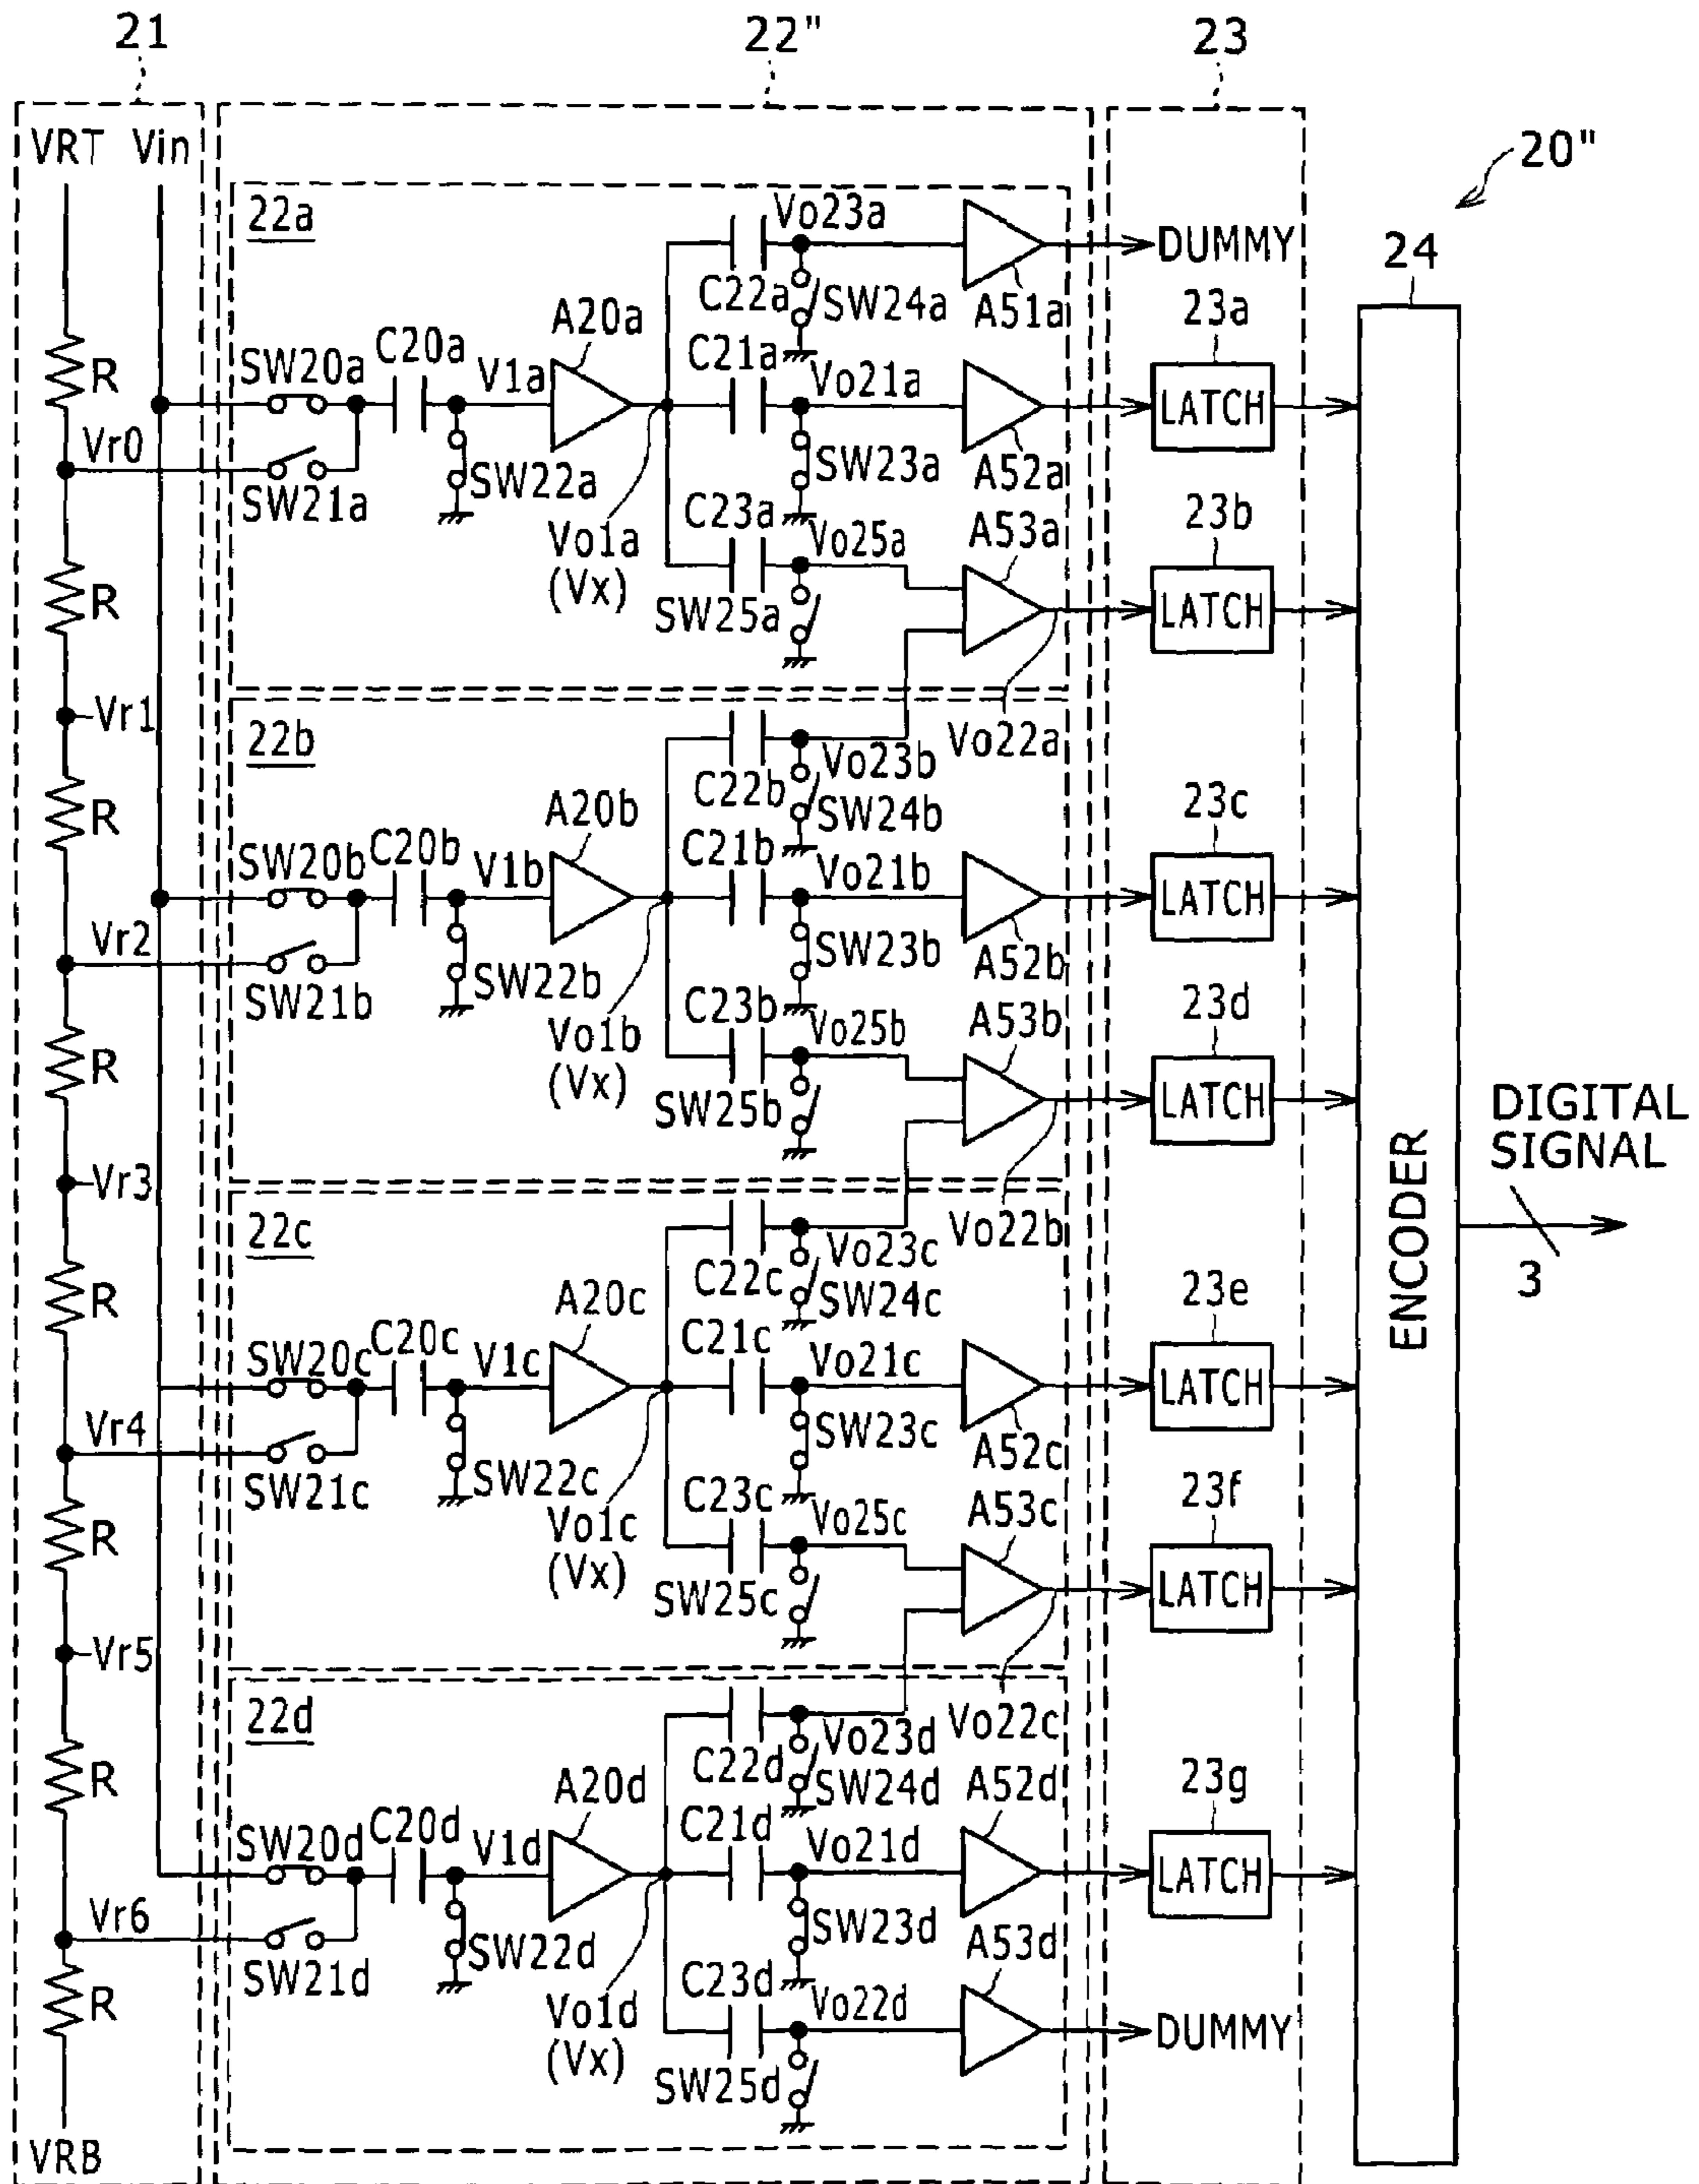 21
22"
23
20"
VRT Vin
22a
Vo23a
DUMMY
24
C22a
SW24a
A51a
23a
A20a
SW20a
C20a
V1a
C21a
Vo21a
LATCH
R
Vr0
SW21a
SW22a
SW23a
A52a
C23a
Vo1a
(Vx)
Vo25a
A53a
23b
R
SW25a
LATCH
Vr1
22b
Vo23b
Vo22a
C22b
SW24b
23c
R
A20b
SW20b
C20b
V1b
C21b
Vo21b
LATCH
Vr2
SW21b
SW22b
SW23b
A52b
C23b
Vo1b
(Vx)
Vo25b
A53b
23d
R
SW25b
LATCH
DIGITAL
SIGNAL
3
ENCODER
Vr3
22c
Vo23c
Vo22b
C22c
SW24c
23e
R
A20c
SW20c
C20c
V1c
C21c
Vo21c
LATCH
Vr4
SW21c
SW22c
SW23c
A52c
C23c
Vo1c
(Vx)
Vo25c
A53c
23f
R
SW25c
LATCH
Vr5
22d
Vo23d
Vo22c
C22d
SW24d
A52d
23g
R
A20d
SW20d
C20d
V1d
C21d
Vo21d
LATCH
Vr6
SW21d
SW22d
SW23d
A53d
C23d
Vo1d
(Vx)
Vo22d
R
SW25d
DUMMY
VRB